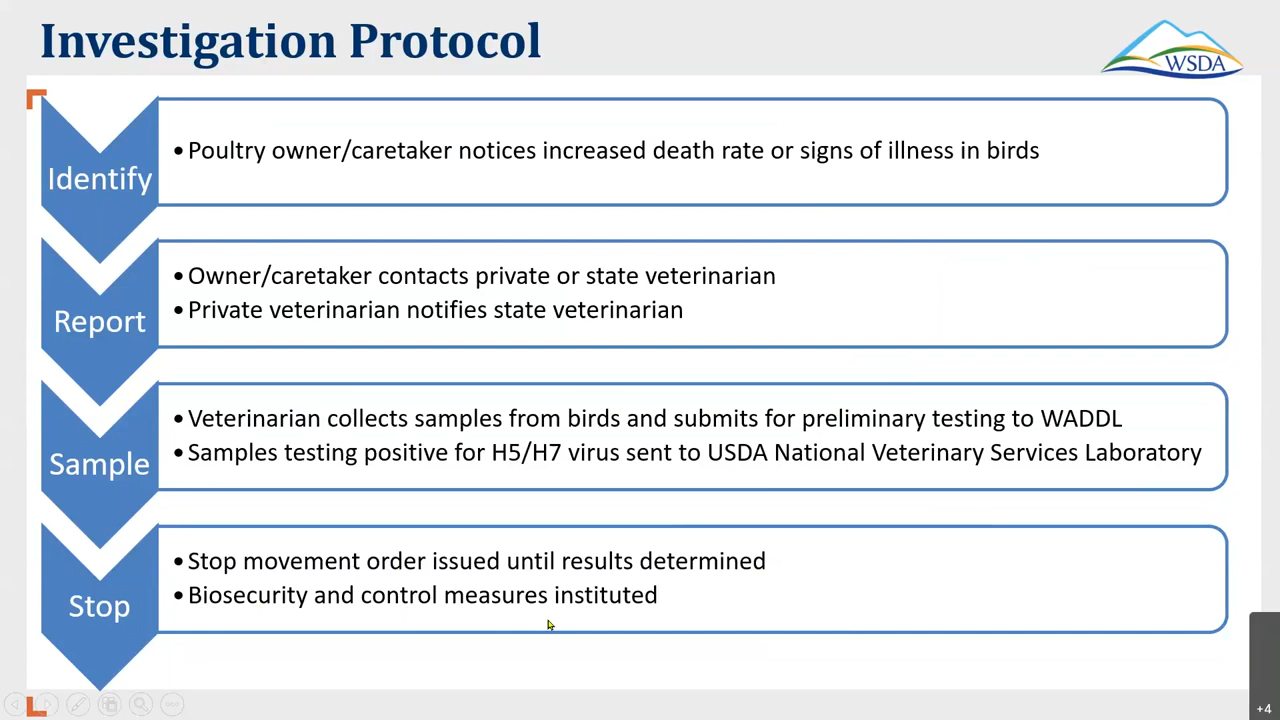 Investigation Protocol
WSDA
Identify
•Poultry owner/caretaker notices increased death rate or signs of illness in birds
Report
•Owner/caretaker contacts private or state veterinarian
•Private veterinarian notifies state veterinarian
Sample
•Veterinarian collects samples from birds and submits for preliminary testing to WADDL
•Samples testing positive for H5/H7 virus sent to USDA National Veterinary Services Laboratory
Stop
•Stop movement order issued until results determined
•Biosecurity and control measures instituted
+4